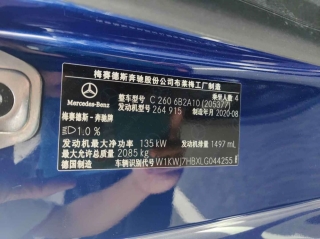 梅赛德斯奔驰股份公司布莱梅工厂制造
Mercedes-Benz
整车型号 C 260 6B2A10 (205377) 乘坐人数 4
发动机型号 264 915 制造年月 2020-08
梅赛德斯-奔驰牌
1.0 %
发动机最大净功率 135 kW 发动机排量 1497 mL
最大允许总质量 2085 kg
德国制造 车辆识别代号 W1KWJ7HBXLG044255